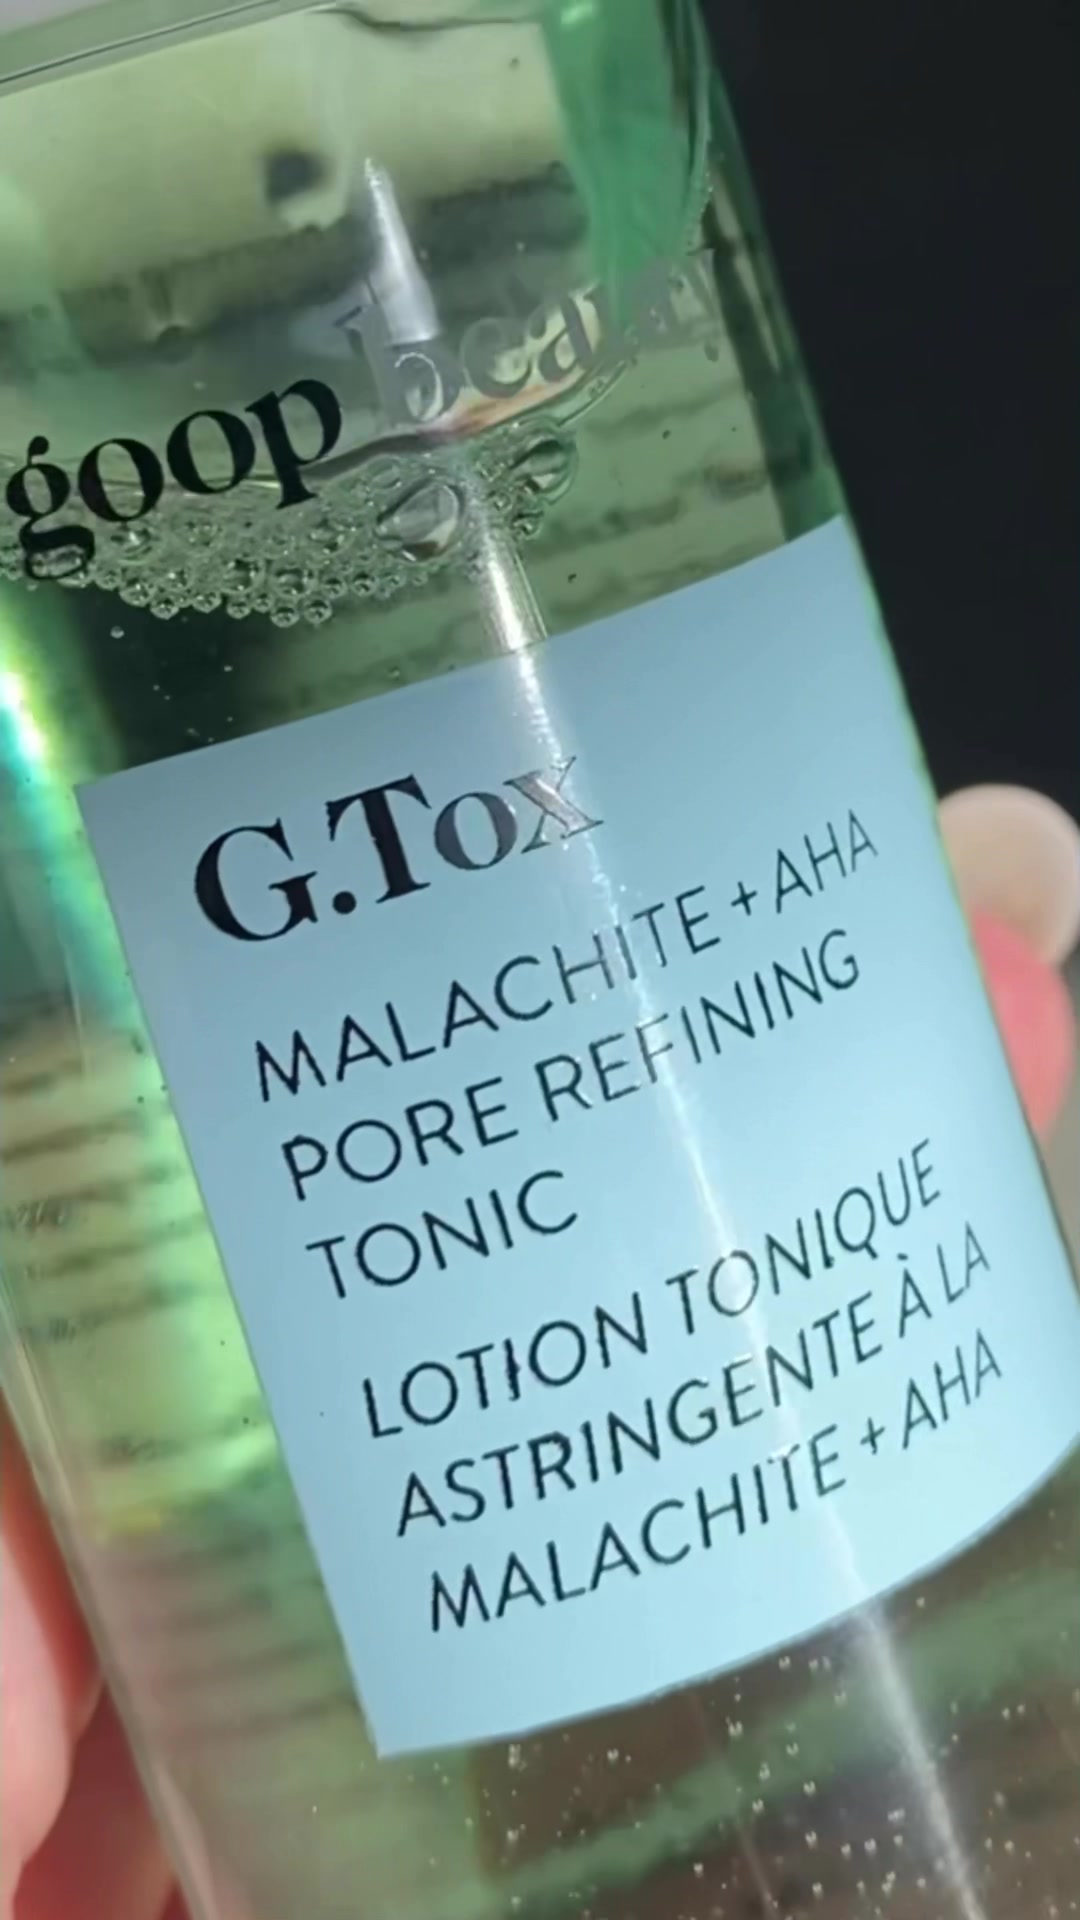 goop beauty
G.Tox
MALACHITE + AHA
PORE REFINING
TONIC
LOTION TONIQUE
ASTRINGENTE À LA
MALACHITE + AHA